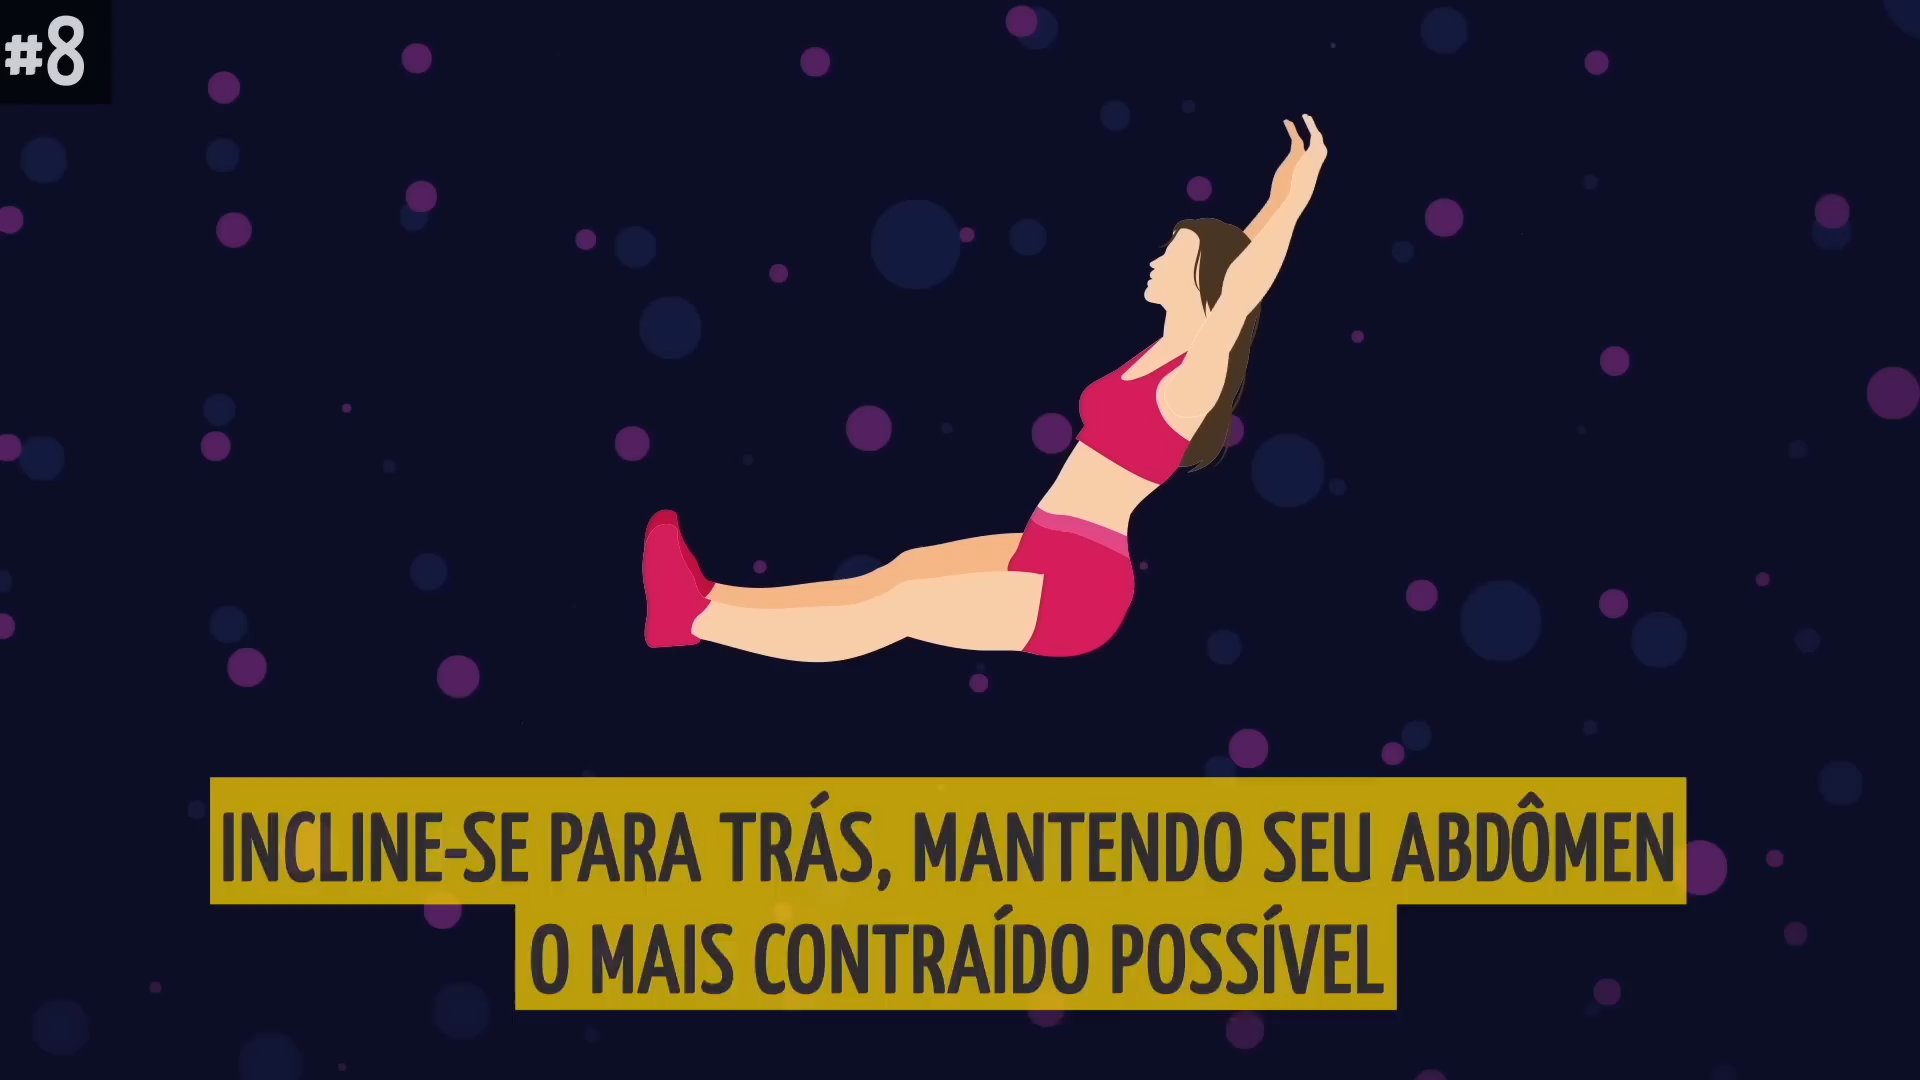 #8
INCLINE-SE PARA TRÁS, MANTENDO SEU ABDÔMEN
O MAIS CONTRAÍDO POSSÍVEL